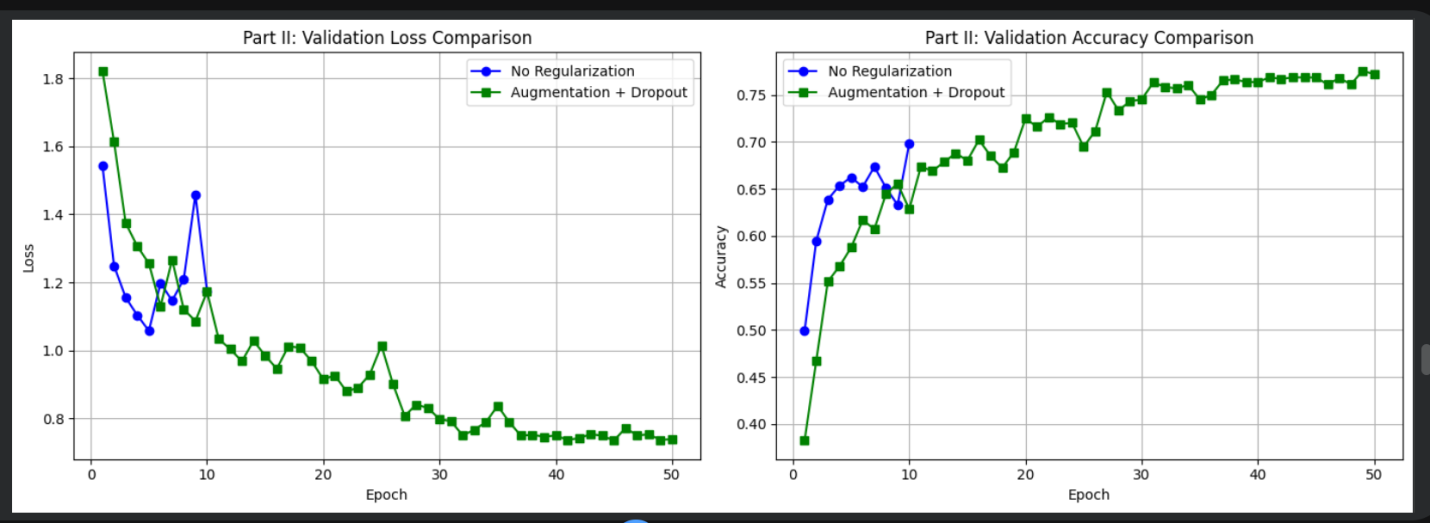 Part II: Validation Loss Comparison
No Regularization
Augmentation + Dropout
Loss
1.8
1.6
1.4
1.2
1.0
0.8
0 10 20 30 40 50
Epoch
Part II: Validation Accuracy Comparison
No Regularization
Augmentation + Dropout
Accuracy
0.75
0.70
0.65
0.60
0.55
0.50
0.45
0.40
0 10 20 30 40 50
Epoch